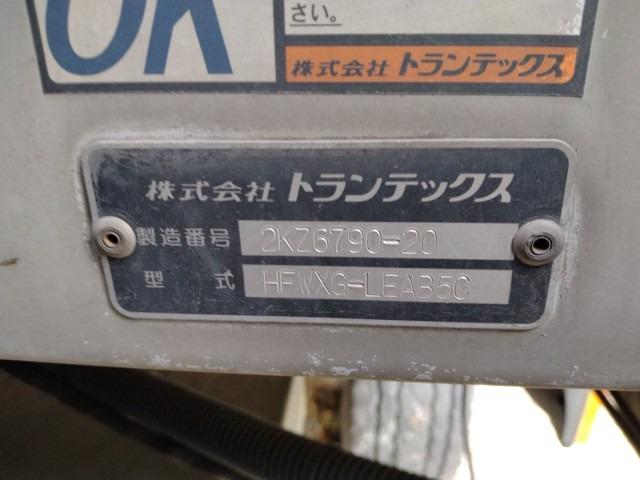 OK
さい。
株式会社 トランテックス
株式会社 トランテックス
製造番号 2KZ6790-20
型式 HFWXG-LEAB5C